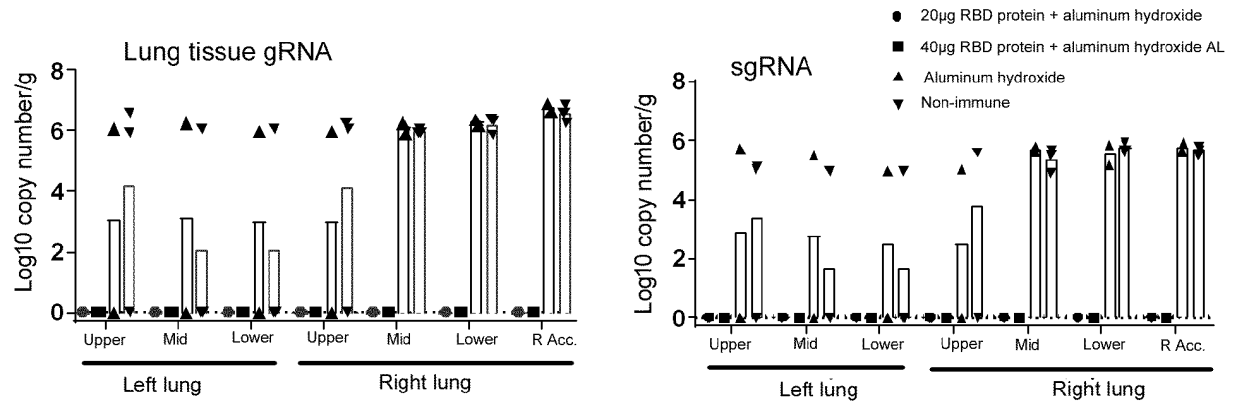 Lung tissue gRNA
Log10 copy number/g
8
6
4
2
0
Upper Mid Lower Upper Mid Lower R Acc.
Left lung Right lung
20µg RBD protein + aluminum hydroxide
40µg RBD protein + aluminum hydroxide AL
Aluminum hydroxide
Non-immune
sgRNA
Log10 copy number/g
8
6
4
2
0
Upper Mid Lower Upper Mid Lower R Acc.
Left lung Right lung